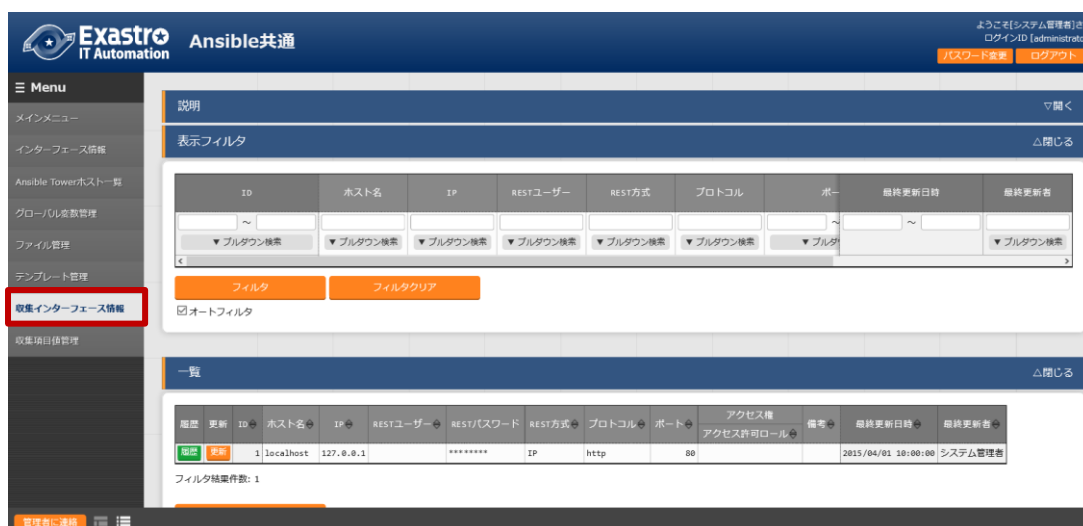 Exastro
IT Automation
Ansible共通
ようこそ[システム管理者]さ
ログインID [administrato
パスワード変更
ログアウト
☰ Menu
メインメニュー
インターフェース情報
Ansible Towerホスト一覧
グローバル変数管理
ファイル管理
テンプレート管理
収集インターフェース情報
収集項目値管理
説明
▽開く
表示フィルタ
△閉じる
ID ホスト名 IP RESTユーザー REST方式 プロトコル ポー 最終更新日時 最終更新者
～ ～ ～
▼ プルダウン検索 ▼ プルダウン検索 ▼ プルダウン検索 ▼ プルダウン検索 ▼ プルダウン検索 ▼ プルダウン検索 ▼ プルダ ▼ プルダウン検索
フィルタ フィルタクリア
☑オートフィルタ
一覧
△閉じる
履歴 更新 ID ホスト名 IP RESTユーザー REST/パスワード REST方式 プロトコル ポート アクセス権 備考 最終更新日時 最終更新者
アクセス許可ロール
履歴 更新 1 localhost 127.0.0.1 ******** IP http 80 2015/04/01 10:00:00 システム管理者
フィルタ結果件数: 1
管理者に連絡